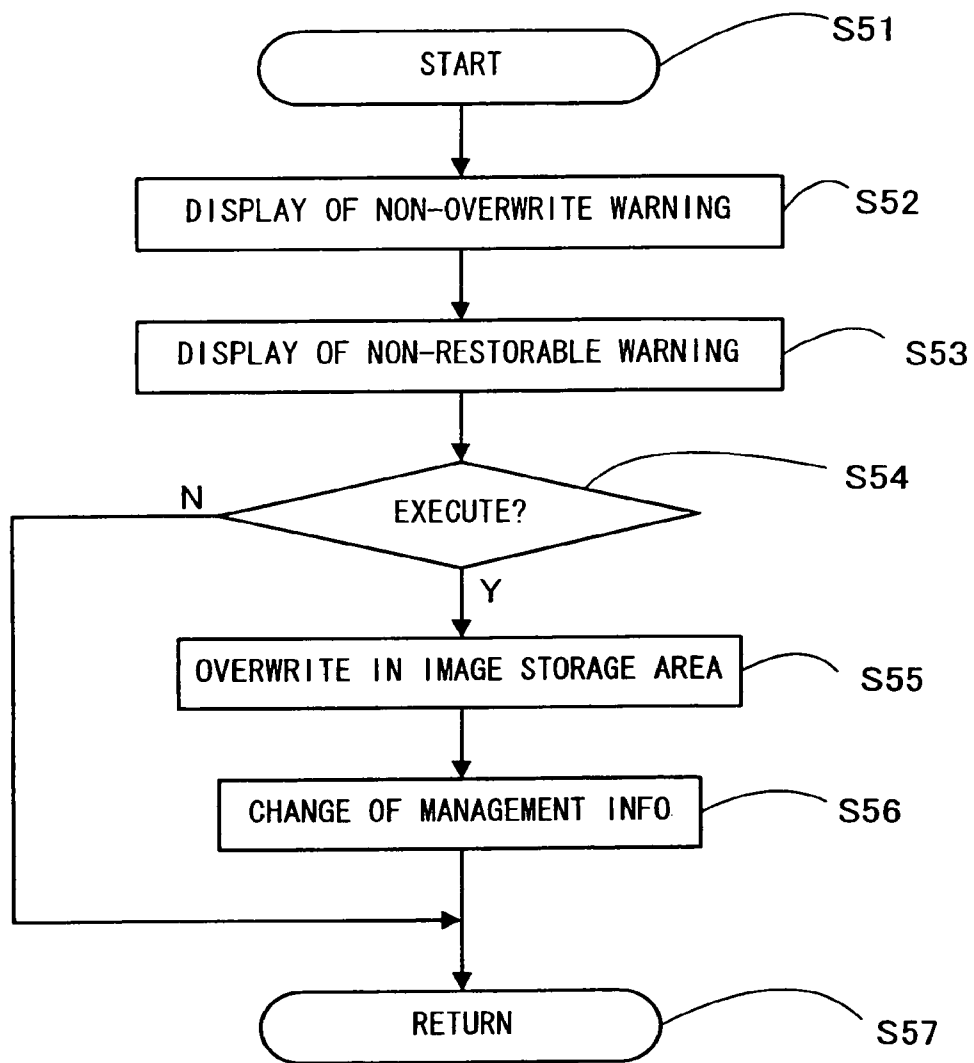 S51
START
DISPLAY OF NON-OVERWRITE WARNING
S52
DISPLAY OF NON-RESTORABLE WARNING
S53
S54
N
EXECUTE?
Y
OVERWRITE IN IMAGE STORAGE AREA
S55
CHANGE OF MANAGEMENT INFO
S56
RETURN
S57